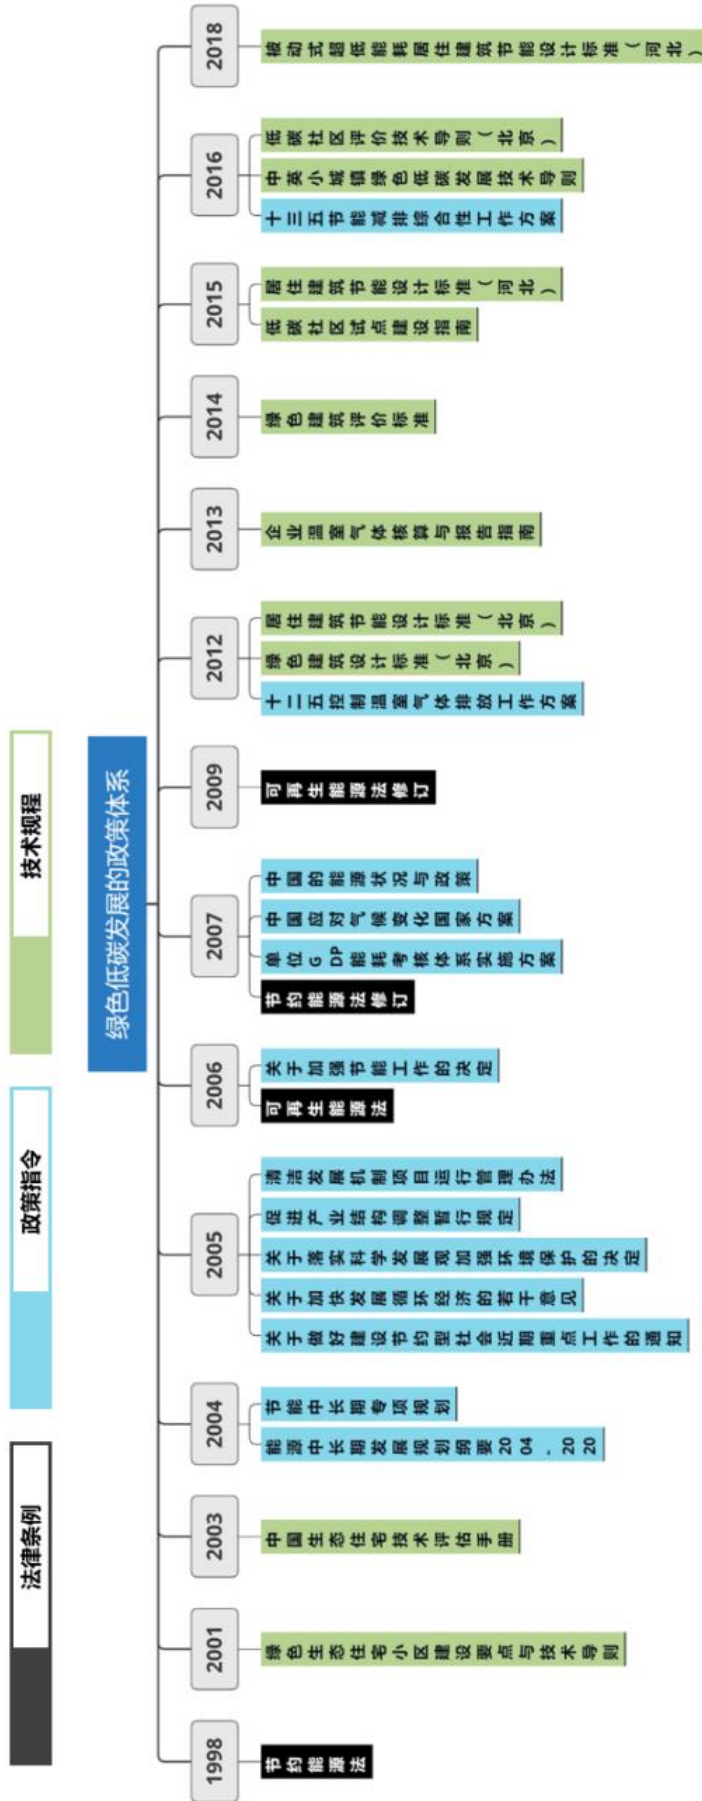 法律条例
政策指令
技术规程
绿色低碳发展的政策体系
1998
节约能源法
2001
绿色生态住宅小区建设要点与技术导则
2003
中国生态住宅技术评估手册
2004
能源中长期发展规划纲要2004-2020
节能中长期专项规划
2005
关于做好建设节约型社会近期重点工作的通知
关于加快发展循环经济的若干意见
关于落实科学发展观加强环境保护的决定
促进产业结构调整暂行规定
清洁发展机制项目运行管理办法
2006
可再生能源法
关于加强节能工作的决定
2007
节约能源法修订
单位GDP能耗考核体系实施方案
中国应对气候变化国家方案
中国的能源状况与政策
2009
可再生能源法修订
2012
十二五控制温室气体排放工作方案
绿色建筑设计标准(北京)
居住建筑节能设计标准(北京)
2013
企业温室气体核算与报告指南
2014
绿色建筑评价标准
2015
低碳社区试点建设指南
居住建筑节能设计标准(河北)
2016
十三五节能减排综合性工作方案
中英小城镇绿色低碳发展技术导则
低碳社区评价技术导则(北京)
2018
被动式超低能耗居住建筑节能设计标准(河北)